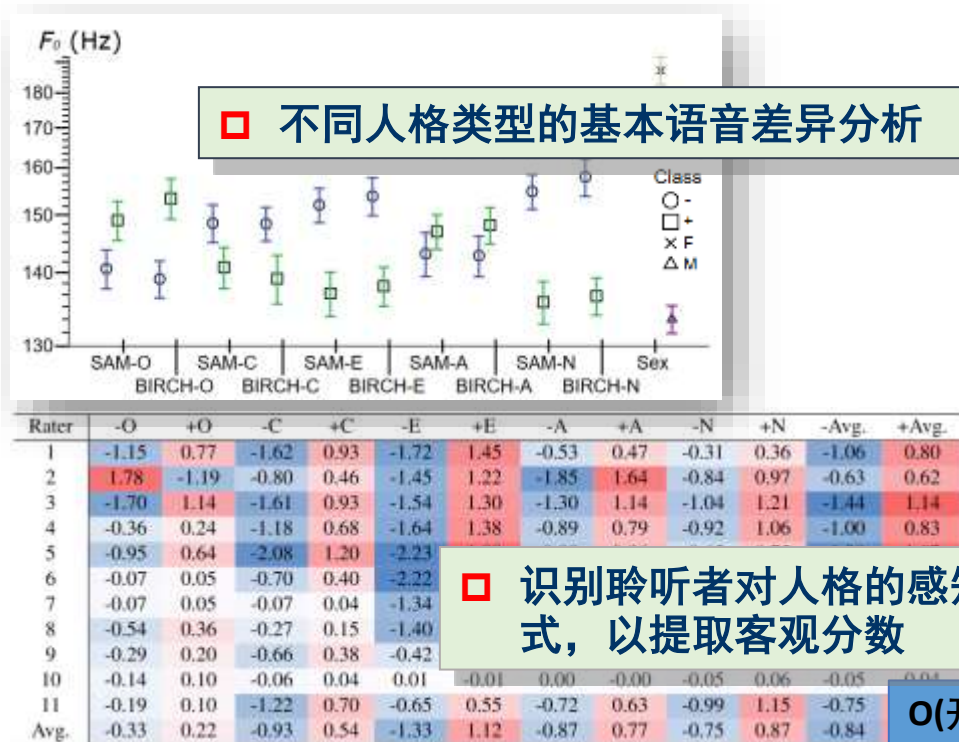 F₀ (Hz)
180
170
160
150
140
130
不同人格类型的基本语音差异分析
Class
-
+
F
M
SAM-O SAM-C SAM-E SAM-A SAM-N Sex
BIRCH-O BIRCH-C BIRCH-E BIRCH-A BIRCH-N
Rater -O +O -C +C -E +E -A +A -N +N -Avg. +Avg.
1 -1.15 0.77 -1.62 0.93 -1.72 1.45 -0.53 0.47 -0.31 0.36 -1.06 0.80
2 1.78 -1.19 -0.80 0.46 -1.45 1.22 -1.85 1.64 -0.84 0.97 -0.63 0.62
3 -1.70 1.14 -1.61 0.93 -1.54 1.30 -1.30 1.14 -1.04 1.21 -1.44 1.14
4 -0.36 0.24 -1.18 0.68 -1.64 1.38 -0.89 0.79 -0.92 1.06 -1.00 0.83
5 -0.95 0.64 -2.08 1.20 -2.23
6 -0.07 0.05 -0.70 0.40 -2.22
7 -0.07 0.05 -0.07 0.04 -1.34
8 -0.54 0.36 -0.27 0.15 -1.40
9 -0.29 0.20 -0.66 0.38 -0.42
识别聆听者对人格的感
式，以提取客观分数
10 -0.14 0.10 -0.06 0.04 0.01 -0.01 0.00 -0.00 -0.05 0.06 -0.05 0.04
11 -0.19 0.10 -1.22 0.70 -0.65 0.55 -0.72 0.63 -0.99 1.15 -0.75
Avg. -0.33 0.22 -0.93 0.54 -1.33 1.12 -0.87 0.77 -0.75 0.87 -0.84
O(